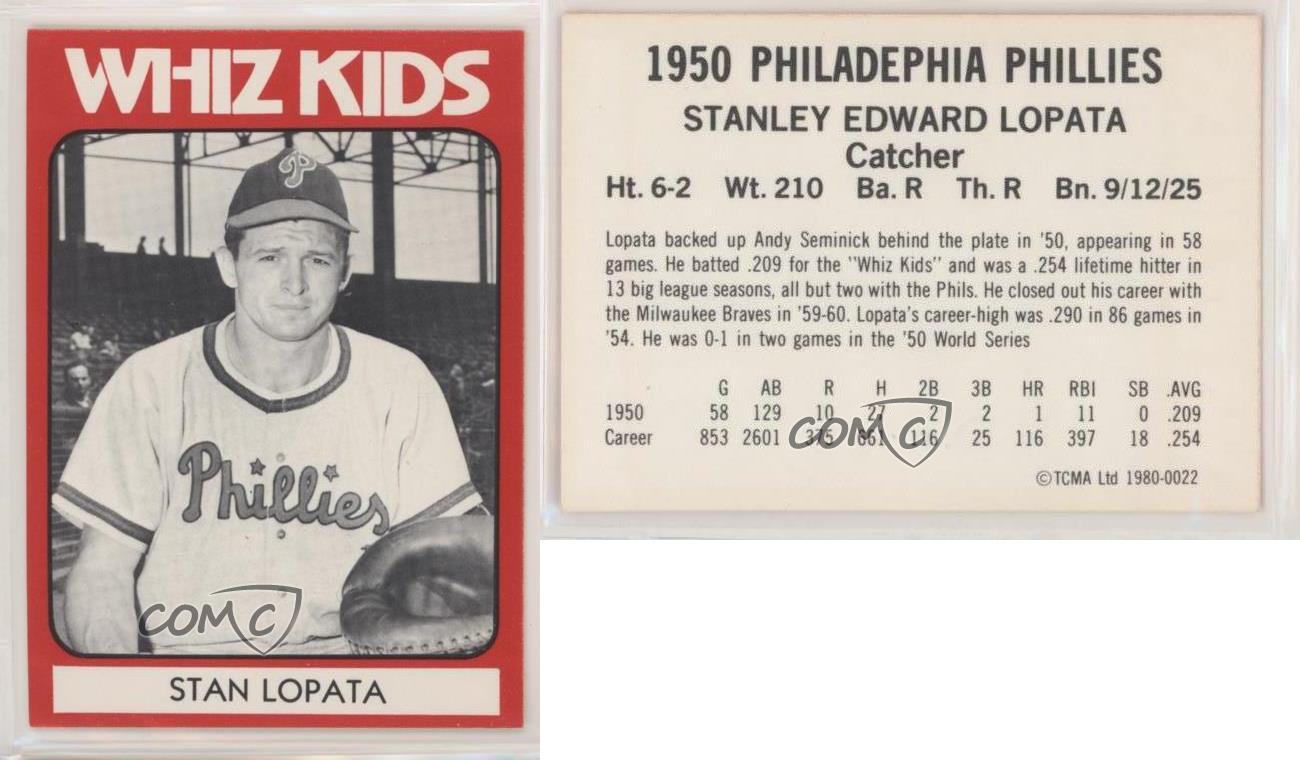 WHIZ KIDS
P
Phillies
COMC
STAN LOPATA
1950 PHILADEPHIA PHILLIES
STANLEY EDWARD LOPATA
Catcher
Ht. 6-2 Wt. 210 Ba. R Th. R Bn. 9/12/25
Lopata backed up Andy Seminick behind the plate in '50, appearing in 58
games. He batted .209 for the "Whiz Kids" and was a .254 lifetime hitter in
13 big league seasons, all but two with the Phils. He closed out his career with
the Milwaukee Braves in '59-60. Lopata's career-high was .290 in 86 games in
'54. He was 0-1 in two games in the '50 World Series
G AB R H 2B 3B HR RBI SB .AVG
1950 58 129 10 27 2 2 1 11 0 .209
Career 853 2601 375 661 116 25 116 397 18 .254
COMC
©TCMA Ltd 1980-0022